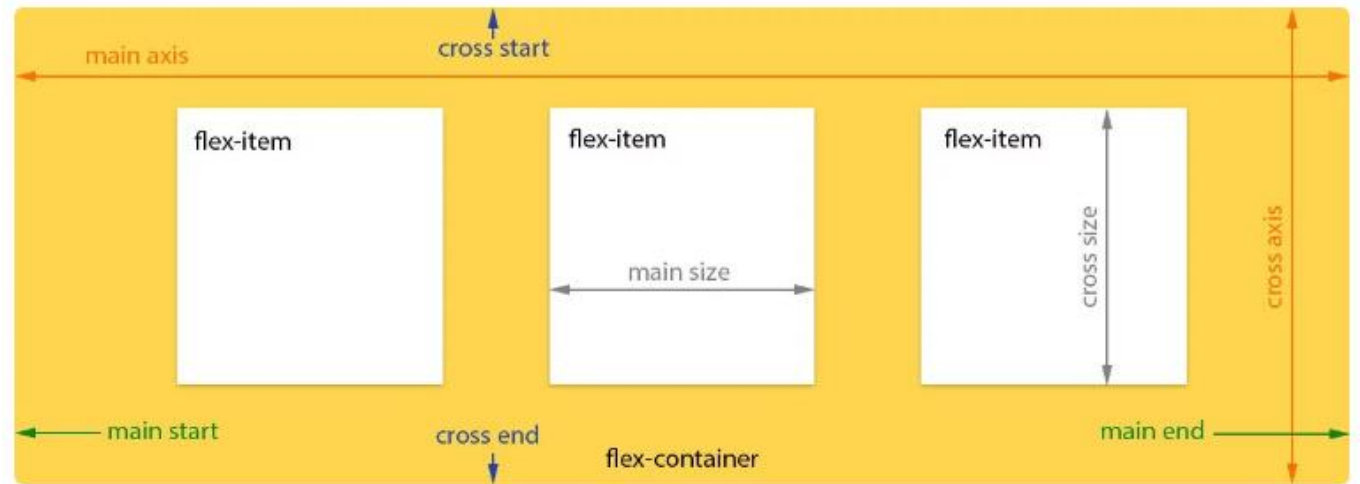 cross start
main axis
flex-item
flex-item
flex-item
main size
cross size
cross axis
main start
cross end
main end
flex-container